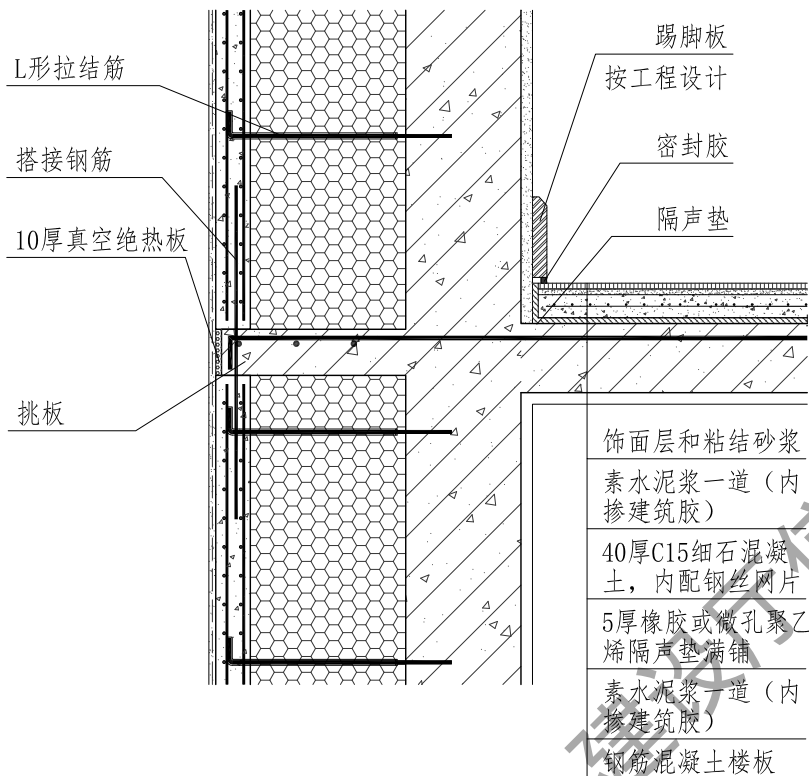 L形拉结筋
搭接钢筋
10厚真空绝热板
挑板
踢脚板
按工程设计
密封胶
隔声垫
饰面层和粘结砂浆
素水泥浆一道（内
掺建筑胶）
40厚C15细石混凝
土，内配钢丝网片
5厚橡胶或微孔聚乙
烯隔声垫满铺
素水泥浆一道（内
掺建筑胶）
钢筋混凝土楼板
建设厅信